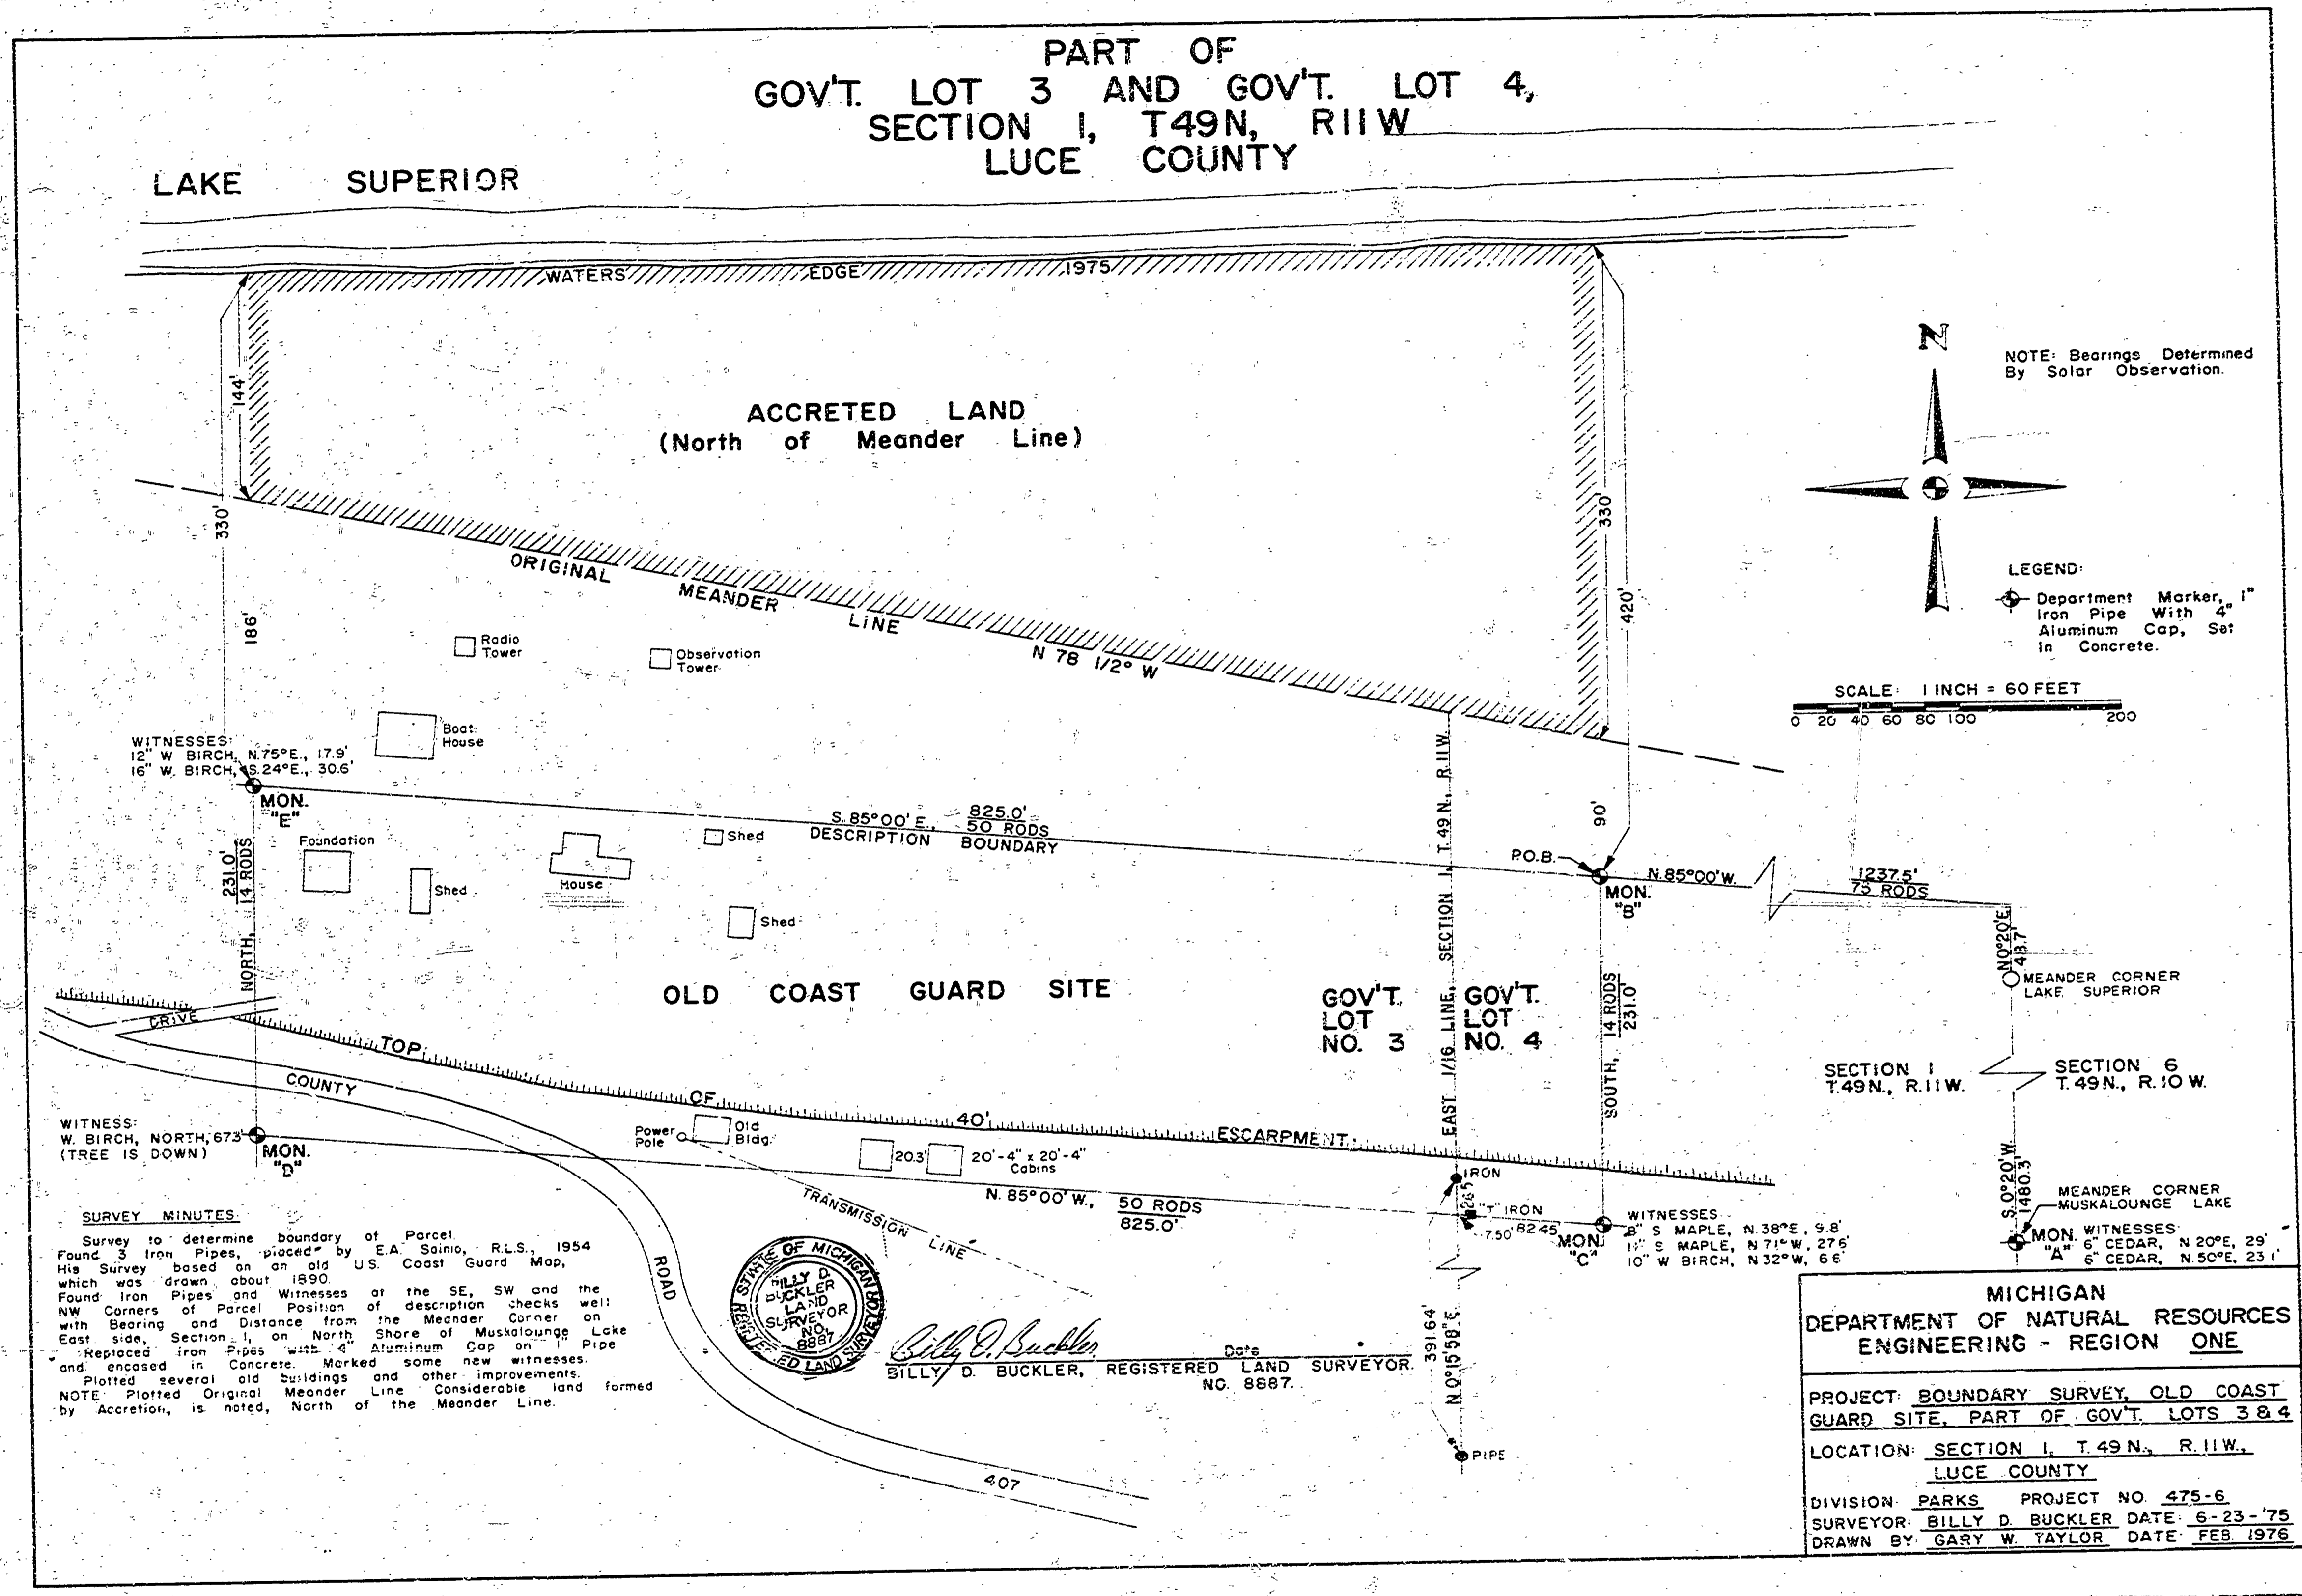 PART OF
GOV'T. LOT 3 AND GOV'T. LOT 4,
SECTION 1, T49N, R11W
LUCE COUNTY
LAKE SUPERIOR
WATERS EDGE 1975
144'
330'
186'
ACCRETED LAND
(North of Meander Line)
330'
420'
90'
N
NOTE: Bearings Determined
By Solar Observation.
LEGEND:
Department Marker, 1"
Iron Pipe With 4"
Aluminum Cap, Set
In Concrete.
SCALE: 1 INCH = 60 FEET
0 20 40 60 80 100 200
ORIGINAL MEANDER LINE
N 78 1/2° W
Radio
Tower
Observation
Tower
Boat
House
WITNESSES:
12" W BIRCH, N.75°E., 17.9'
16" W. BIRCH, S.24°E., 30.6'
MON.
"E"
S. 85°00' E., 825.0'
50 RODS
DESCRIPTION BOUNDARY
Foundation
Shed
House
Shed
Shed
231.0'
NORTH, 14 RODS
P.O.B.
MON.
"B"
N.85°00'W.
1237.5'
75 RODS
N0°20'E
48.7'
MEANDER CORNER
LAKE SUPERIOR
EAST 1/16 LINE, SECTION 1, T.49N., R.11W.
OLD COAST GUARD SITE
GOV'T.
LOT
NO. 3
GOV'T.
LOT
NO. 4
SOUTH, 14 RODS
231.0'
SECTION 1
T.49N., R.11W.
SECTION 6
T.49N., R.10W.
DRIVE
TOP OF 40' ESCARPMENT
COUNTY ROAD 407
WITNESS:
W. BIRCH, NORTH, 673'
(TREE IS DOWN)
MON.
"D"
Power
Pole
Old
Bldg.
20.3'
20'-4" x 20'-4"
Cabins
N. 85°00' W., 50 RODS
825.0'
TRANSMISSION LINE
IRON
"T" IRON
7.50'
82.45
MON.
"C"
WITNESSES
8" S MAPLE, N.38°E, 9.8'
11" S MAPLE, N 71°W, 27.6'
10" W BIRCH, N 32°W, 6.6'
S.0°20'W
1480.3'
MEANDER CORNER
MUSKALOUNGE LAKE
MON.
"A"
WITNESSES
6" CEDAR, N 20°E, 29'
6" CEDAR, N.50°E, 23.1'
391.64'
N 0°15'58" E.
PIPE
SURVEY MINUTES
Survey to determine boundary of Parcel.
Found 3 Iron Pipes, placed by E.A. Sainio, R.L.S., 1954
His Survey based on an old U.S. Coast Guard Map,
which was drawn about 1890.
Found Iron Pipes and Witnesses at the SE, SW and the
NW Corners of Parcel Position of description checks well
with Bearing and Distance from the Meander Corner on
East side, Section 1, on North Shore of Muskalounge Lake
Replaced Iron Pipes with 4" Aluminum Cap on 1" Pipe
and encased in Concrete. Marked some new witnesses.
Plotted several old buildings and other improvements.
NOTE: Plotted Original Meander Line Considerable land formed
by Accretion, is noted, North of the Meander Line.
STATE OF MICHIGAN
BILLY D.
BUCKLER
LAND
SURVEYOR
NO.
8887
REGISTERED LAND SURVEYOR
Billy D. Buckler
Date
BILLY D. BUCKLER, REGISTERED LAND SURVEYOR
NO. 8887.
MICHIGAN
DEPARTMENT OF NATURAL RESOURCES
ENGINEERING - REGION ONE
PROJECT: BOUNDARY SURVEY, OLD COAST
GUARD SITE, PART OF GOV'T. LOTS 3 & 4
LOCATION: SECTION 1, T. 49 N., R. 11 W.,
LUCE COUNTY
DIVISION: PARKS PROJECT NO. 475-6
SURVEYOR: BILLY D. BUCKLER DATE: 6-23-'75
DRAWN BY: GARY W. TAYLOR DATE: FEB. 1976